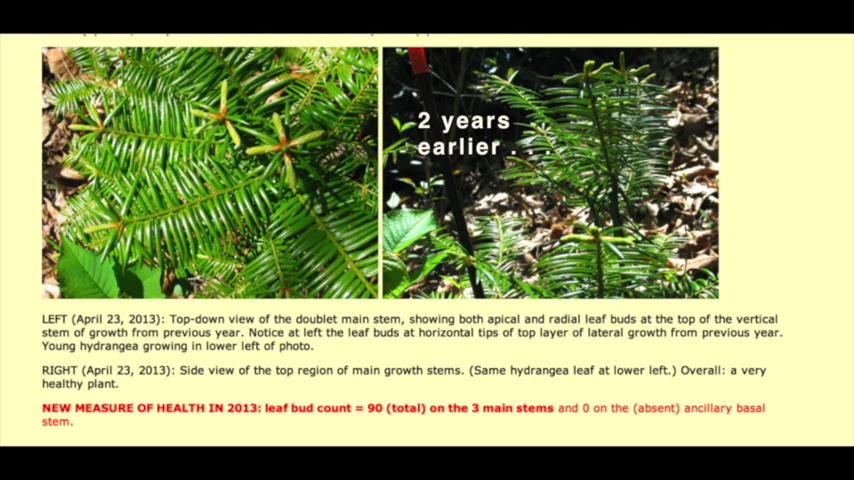 2 years
earlier . .
LEFT (April 23, 2013): Top-down view of the doublet main stem, showing both apical and radial leaf buds at the top of the vertical
stem of growth from previous year. Notice at left the leaf buds at horizontal tips of top layer of lateral growth from previous year.
Young hydrangea growing in lower left of photo.
RIGHT (April 23, 2013): Side view of the top region of main growth stems. (Same hydrangea leaf at lower left.) Overall: a very
healthy plant.
NEW MEASURE OF HEALTH IN 2013: leaf bud count = 90 (total) on the 3 main stems and 0 on the (absent) ancillary basal
stem.